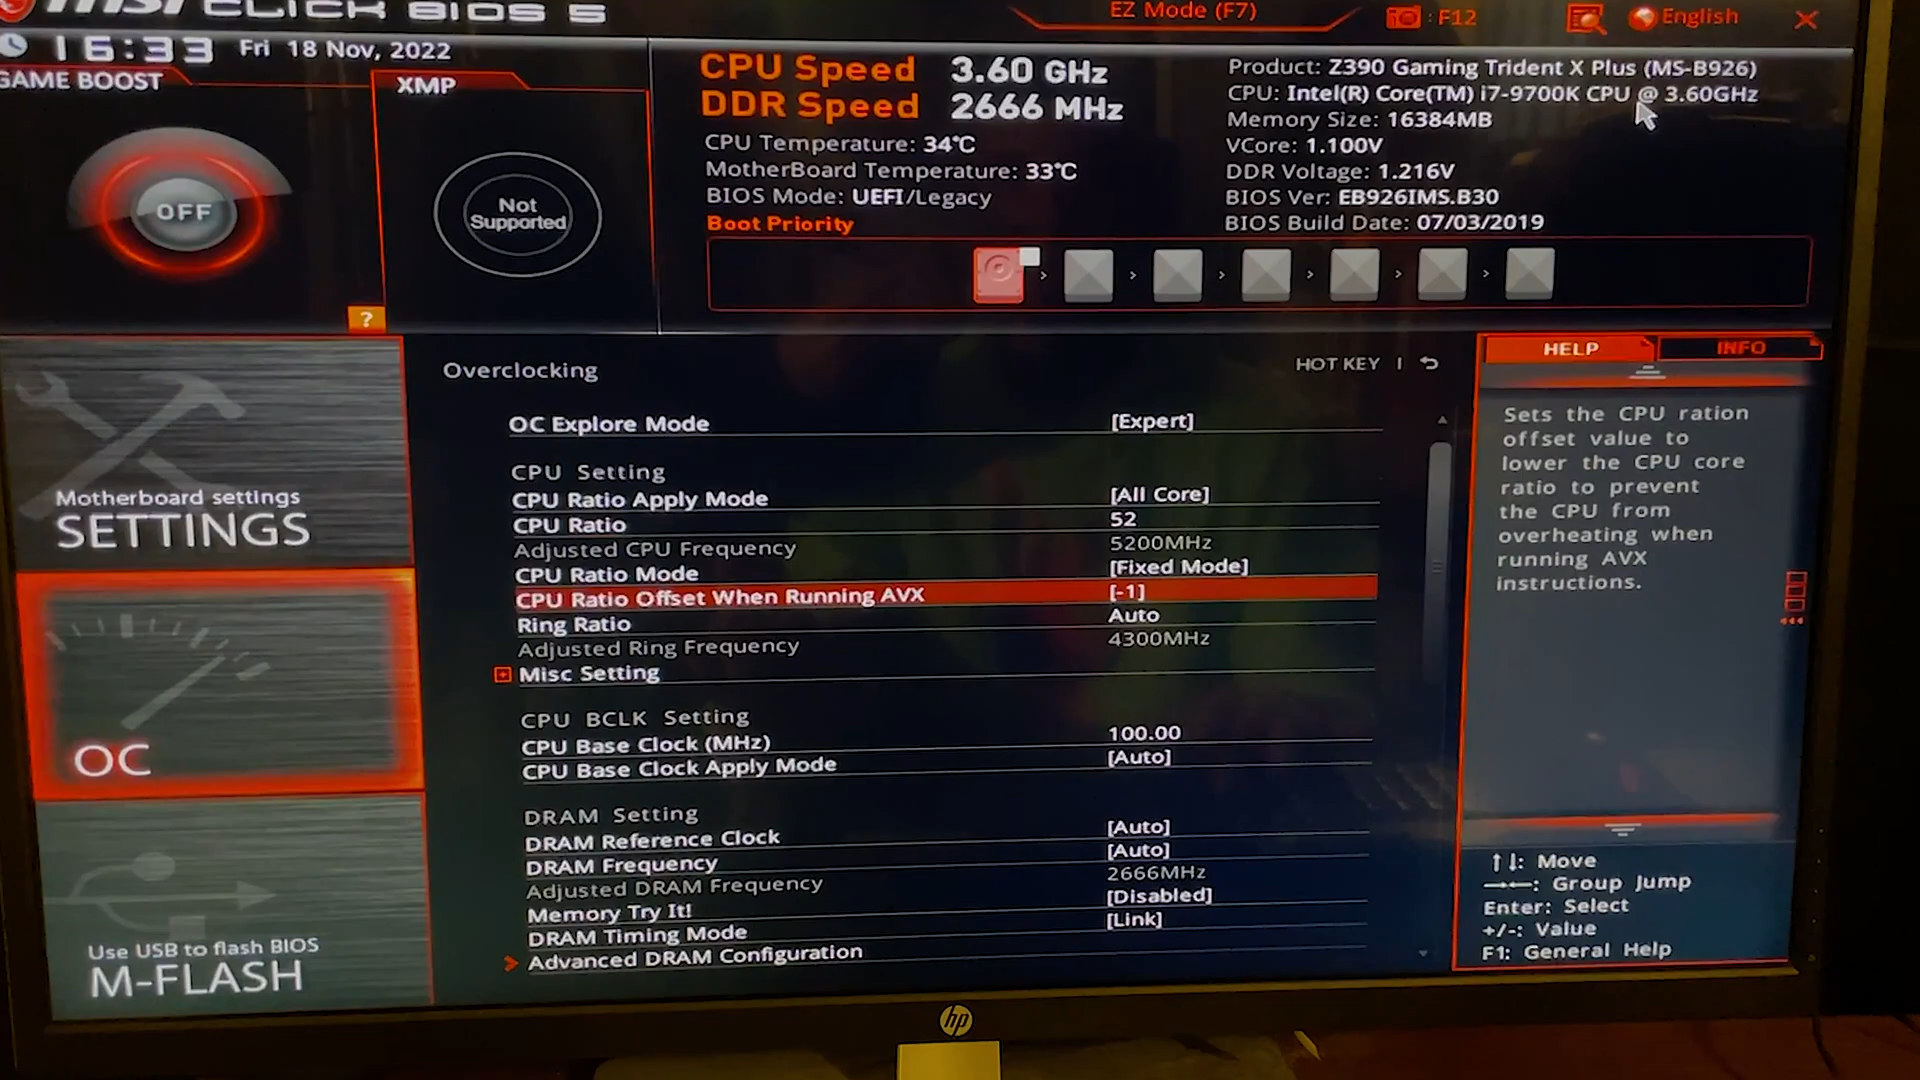 msi CLICK BIOS 5
EZ Mode (F7)
: F12
English
X
16:33 Fri 18 Nov, 2022
GAME BOOST
XMP
OFF
Not
Supported
?
CPU Speed 3.60 GHz
DDR Speed 2666 MHz
CPU Temperature: 34°C
MotherBoard Temperature: 33°C
BIOS Mode: UEFI/Legacy
Boot Priority
Product: Z390 Gaming Trident X Plus (MS-B926)
CPU: Intel(R) Core(TM) i7-9700K CPU @ 3.60GHz
Memory Size: 16384MB
VCore: 1.100V
DDR Voltage: 1.216V
BIOS Ver: EB926IMS.B30
BIOS Build Date: 07/03/2019
Motherboard settings
SETTINGS
OC
Use USB to flash BIOS
M-FLASH
Overclocking
HOT KEY |
OC Explore Mode [Expert]
CPU Setting
CPU Ratio Apply Mode [All Core]
CPU Ratio 52
Adjusted CPU Frequency 5200MHz
CPU Ratio Mode [Fixed Mode]
CPU Ratio Offset When Running AVX [-1]
Ring Ratio Auto
Adjusted Ring Frequency 4300MHz
Misc Setting
CPU BCLK Setting
CPU Base Clock (MHz) 100.00
CPU Base Clock Apply Mode [Auto]
DRAM Setting
DRAM Reference Clock [Auto]
DRAM Frequency [Auto]
Adjusted DRAM Frequency 2666MHz
Memory Try It! [Disabled]
DRAM Timing Mode [Link]
Advanced DRAM Configuration
HELP
INFO
Sets the CPU ration
offset value to
lower the CPU core
ratio to prevent
the CPU from
overheating when
running AVX
instructions.
↑↓: Move
→←: Group Jump
Enter: Select
+/-: Value
F1: General Help
hp